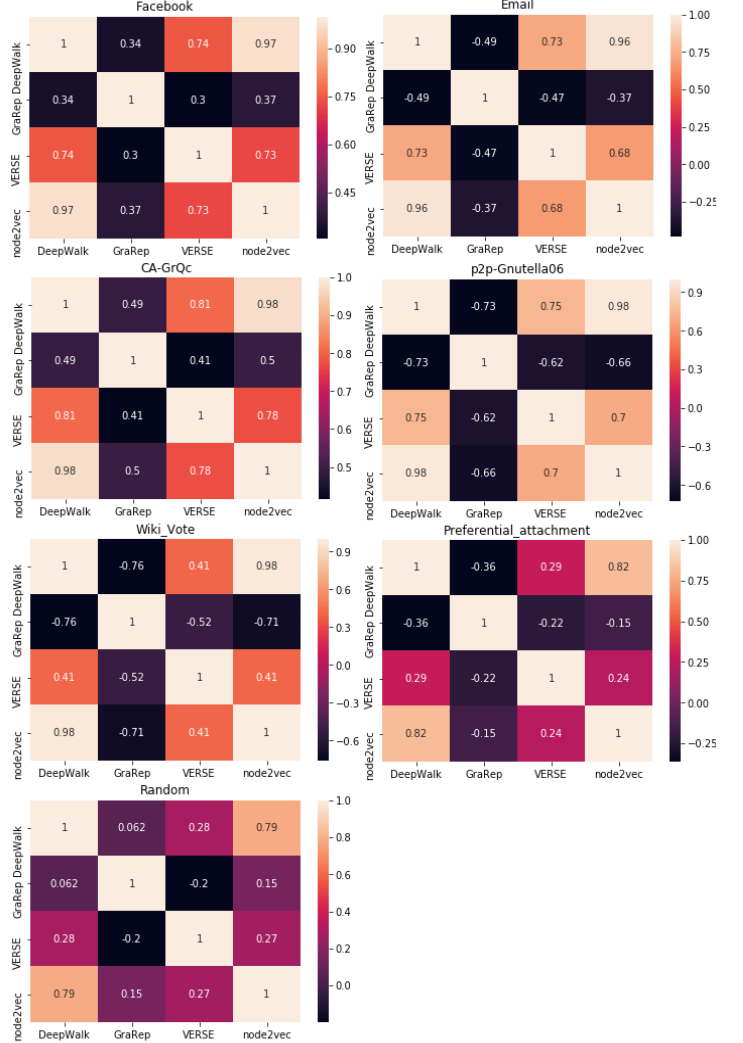 Facebook
DeepWalk 1 0.34 0.74 0.97 0.90
GraRep 0.34 1 0.3 0.37 0.75
VERSE 0.74 0.3 1 0.73 0.60
node2vec 0.97 0.37 0.73 1 0.45
DeepWalk GraRep VERSE node2vec
Email
1.00
DeepWalk 1 -0.49 0.73 0.96 0.75
GraRep -0.49 1 -0.47 -0.37 0.50
0.25
VERSE 0.73 -0.47 1 0.68 0.00
node2vec 0.96 -0.37 0.68 1 −0.25
DeepWalk GraRep VERSE node2vec
CA-GrQc
1.0
DeepWalk 1 0.49 0.81 0.98 0.9
GraRep 0.49 1 0.41 0.5 0.8
0.7
VERSE 0.81 0.41 1 0.78 0.6
node2vec 0.98 0.5 0.78 1 0.5
DeepWalk GraRep VERSE node2vec
p2p-Gnutella06
DeepWalk 1 -0.73 0.75 0.98 0.9
0.6
GraRep -0.73 1 -0.62 -0.66 0.3
VERSE 0.75 -0.62 1 0.7 0.0
−0.3
node2vec 0.98 -0.66 0.7 1 −0.6
DeepWalk GraRep VERSE node2vec
Wiki_Vote
0.9
DeepWalk 1 -0.76 0.41 0.98 0.6
GraRep -0.76 1 -0.52 -0.71 0.3
VERSE 0.41 -0.52 1 0.41 0.0
−0.3
node2vec 0.98 -0.71 0.41 1 −0.6
DeepWalk GraRep VERSE node2vec
Preferential_attachment
1.00
DeepWalk 1 -0.36 0.29 0.82 0.75
GraRep -0.36 1 -0.22 -0.15 0.50
VERSE 0.29 -0.22 1 0.24 0.25
0.00
node2vec 0.82 -0.15 0.24 1 −0.25
DeepWalk GraRep VERSE node2vec
Random
1.0
DeepWalk 1 0.062 0.28 0.79 0.8
GraRep 0.062 1 -0.2 0.15 0.6
VERSE 0.28 -0.2 1 0.27 0.4
0.2
node2vec 0.79 0.15 0.27 1 0.0
DeepWalk GraRep VERSE node2vec